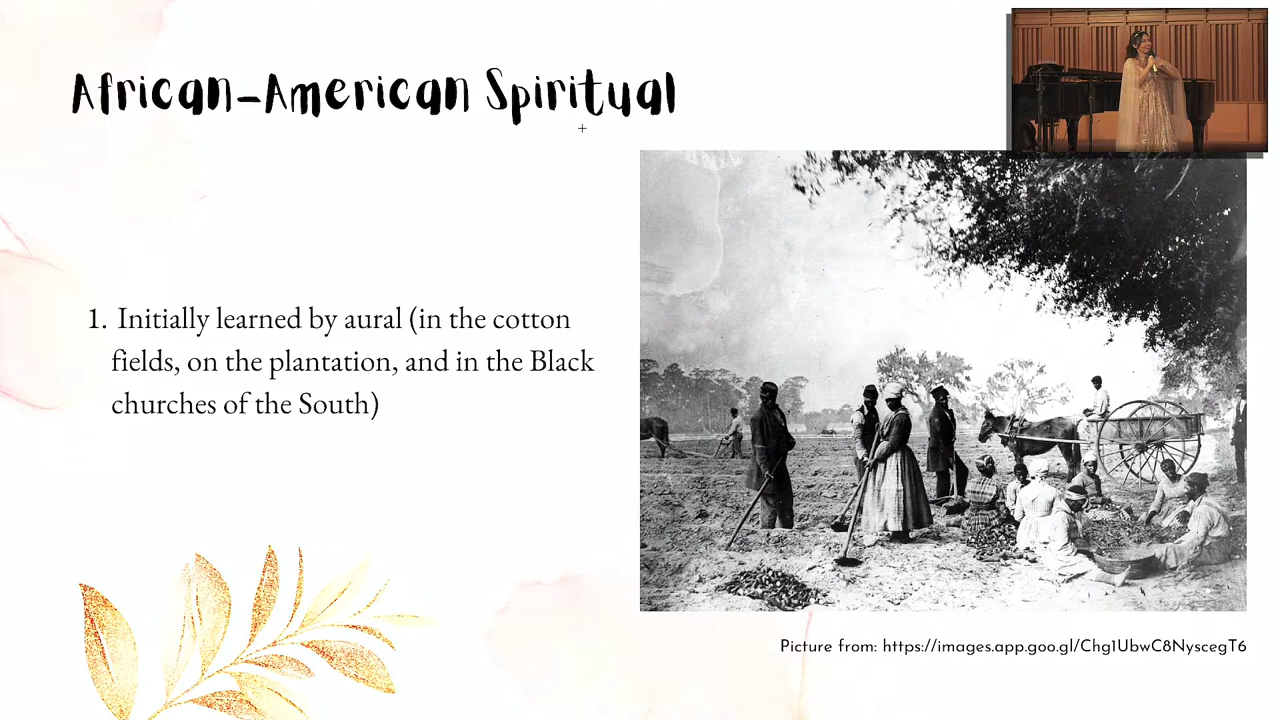 African-American Spiritual
1. Initially learned by aural (in the cotton
fields, on the plantation, and in the Black
churches of the South)
Picture from: https://images.app.goo.gl/Chg1UbwC8NyscegT6